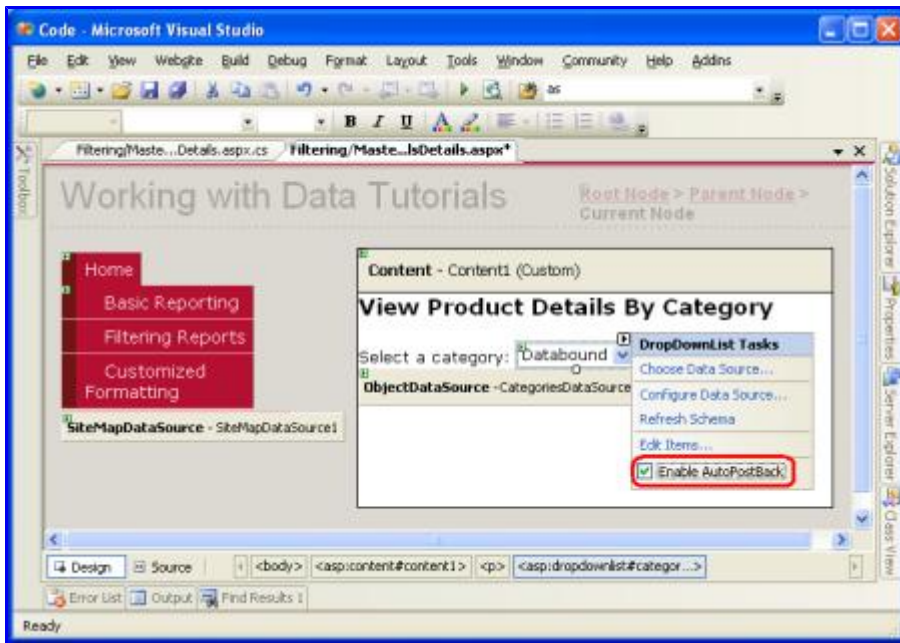 Code - Microsoft Visual Studio
File Edit View Website Build Debug Format Layout Tools Window Community Help Addins
as
B I U A
Filtering/Maste...Details.aspx.cs Filtering/Maste...lsDetails.aspx*
Toolbox
Working with Data Tutorials
Root Node > Parent Node > Current Node
Home
Basic Reporting
Filtering Reports
Customized
Formatting
SiteMapDataSource - SiteMapDataSource1
Content - Content1 (Custom)
View Product Details By Category
Select a category: Databound
ObjectDataSource - CategoriesDataSource
DropDownList Tasks
Choose Data Source...
Configure Data Source...
Refresh Schema
Edit Items...
Enable AutoPostBack
Solution Explorer
Properties
Server Explorer
Class View
Design Source <body> <asp:content#content1> <p> <asp:dropdownlist#categor...>
Error List Output Find Results 1
Ready